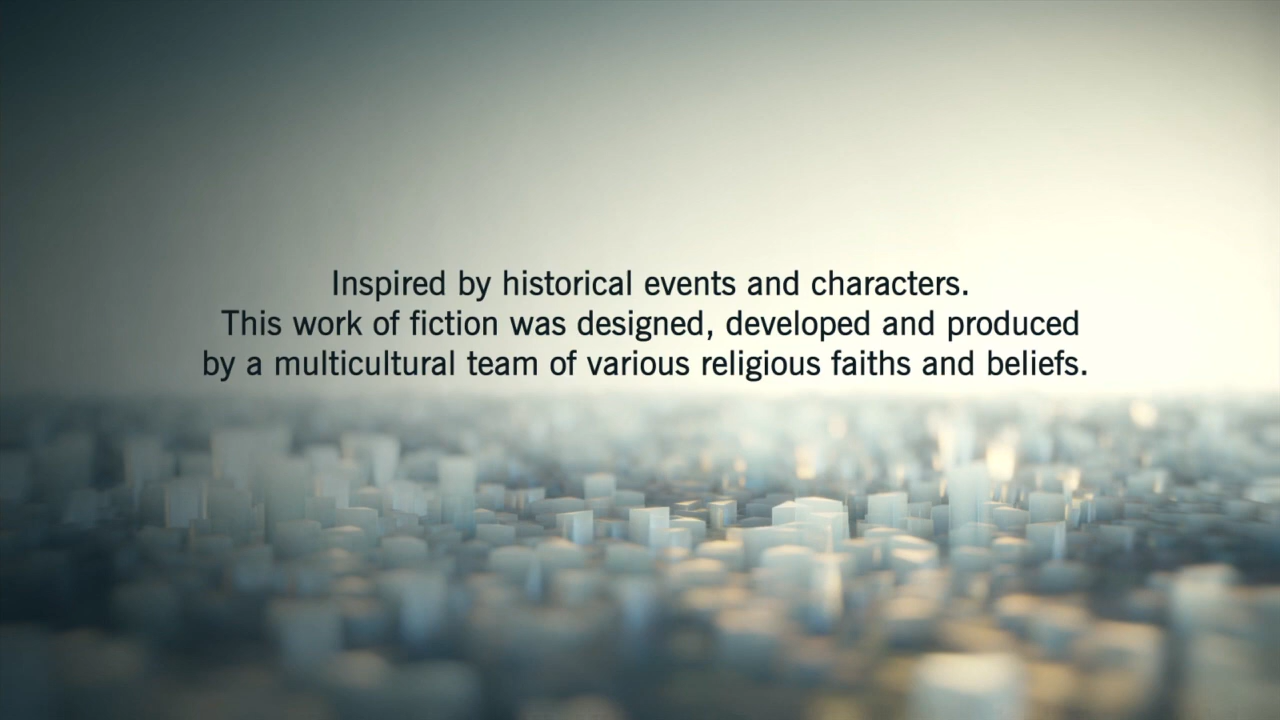 Inspired by historical events and characters.
This work of fiction was designed, developed and produced
by a multicultural team of various religious faiths and beliefs.